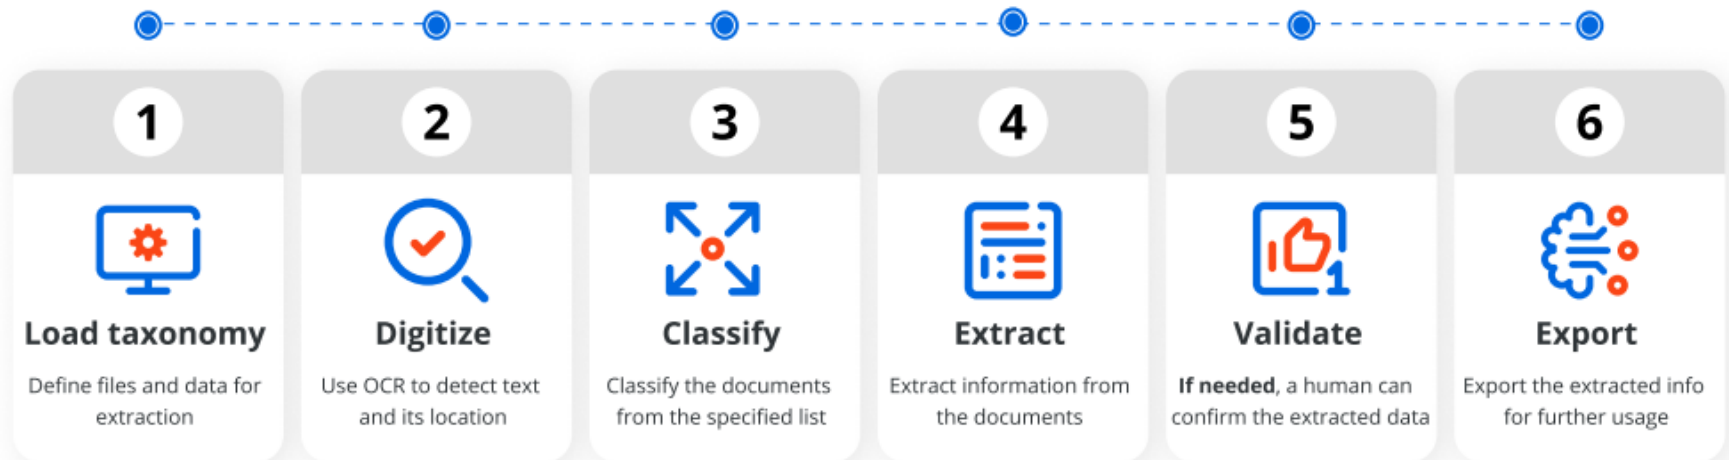 1
Load taxonomy
Define files and data for
extraction
2
Digitize
Use OCR to detect text
and its location
3
Classify
Classify the documents
from the specified list
4
Extract
Extract information from
the documents
5
1
Validate
If needed, a human can
confirm the extracted data
6
Export
Export the extracted info
for further usage